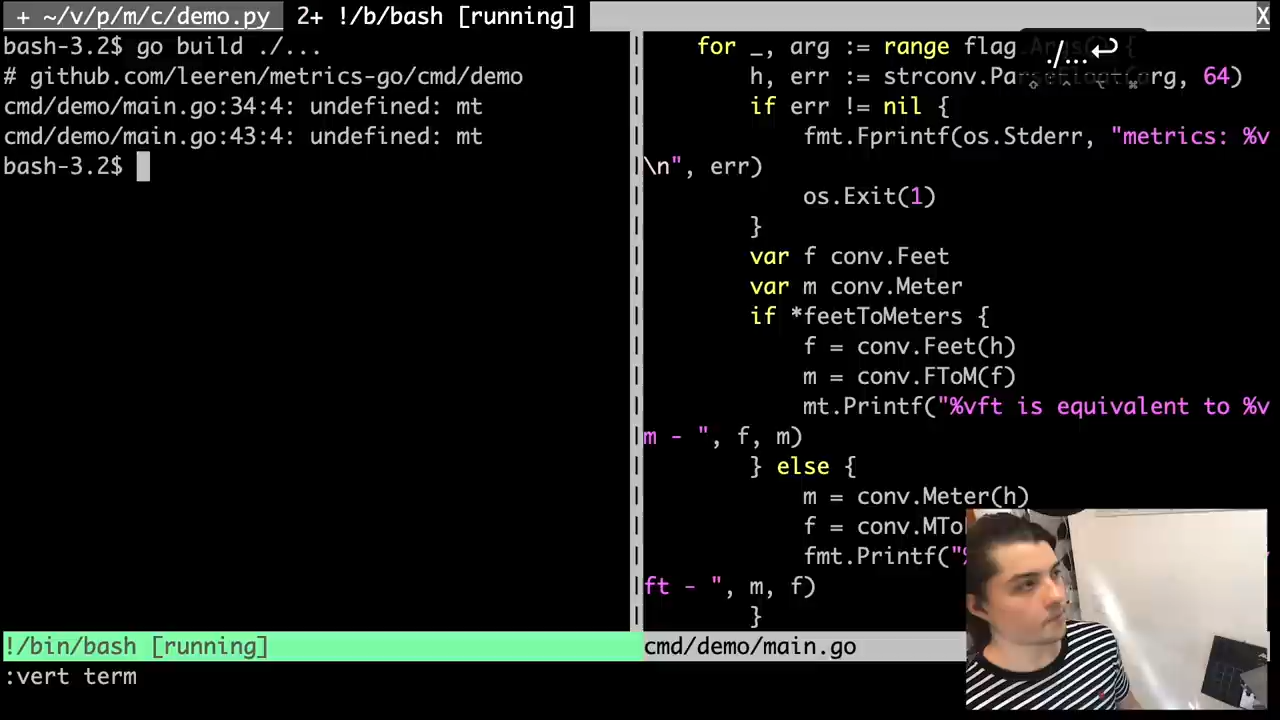 + ~/v/p/m/c/demo.py 2+ !/b/bash [running] X
bash-3.2$ go build ./...
# github.com/leeren/metrics-go/cmd/demo
cmd/demo/main.go:34:4: undefined: mt
cmd/demo/main.go:43:4: undefined: mt
bash-3.2$
for _, arg := range flag.Args() {
./...↩
h, err := strconv.ParseFloat(arg, 64)
if err != nil {
fmt.Fprintf(os.Stderr, "metrics: %v
\n", err)
os.Exit(1)
}
var f conv.Feet
var m conv.Meter
if *feetToMeters {
f = conv.Feet(h)
m = conv.FToM(f)
mt.Printf("%vft is equivalent to %v
m - ", f, m)
} else {
m = conv.Meter(h)
f = conv.MTo
fmt.Printf("%
ft - ", m, f)
}
!/bin/bash [running]
cmd/demo/main.go
:vert term